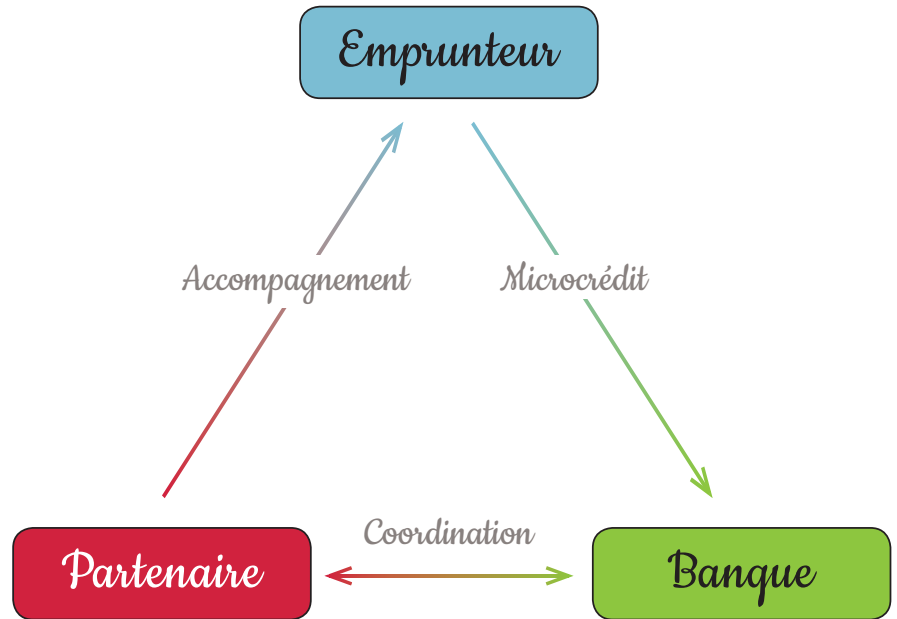 Emprunteur
Accompagnement
Microcrédit
Coordination
Partenaire
Banque